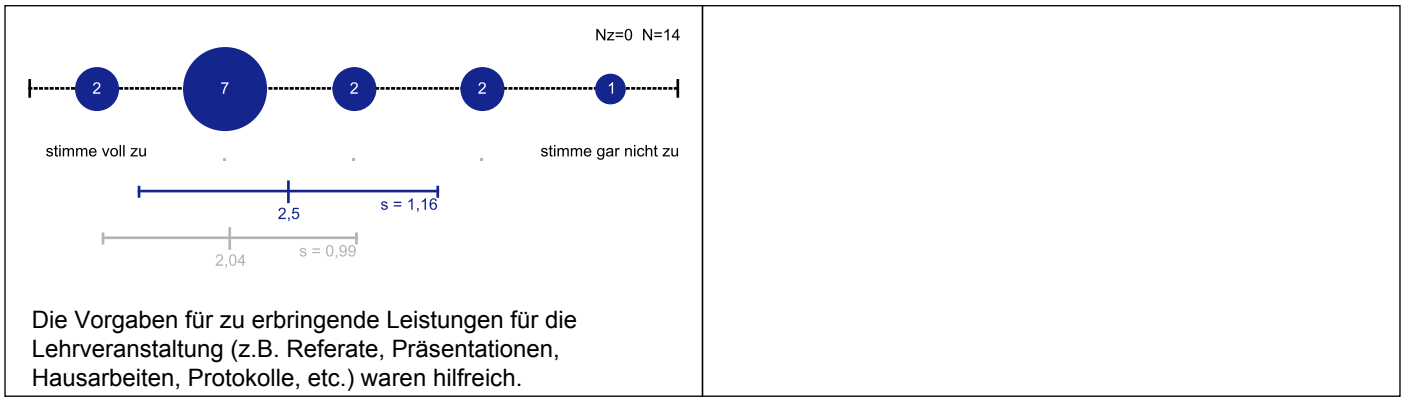 Nz=0 N=14
2 7 2 2 1
stimme voll zu . . . stimme gar nicht zu
2,5 s = 1,16
2,04 s = 0,99
Die Vorgaben für zu erbringende Leistungen für die
Lehrveranstaltung (z.B. Referate, Präsentationen,
Hausarbeiten, Protokolle, etc.) waren hilfreich.